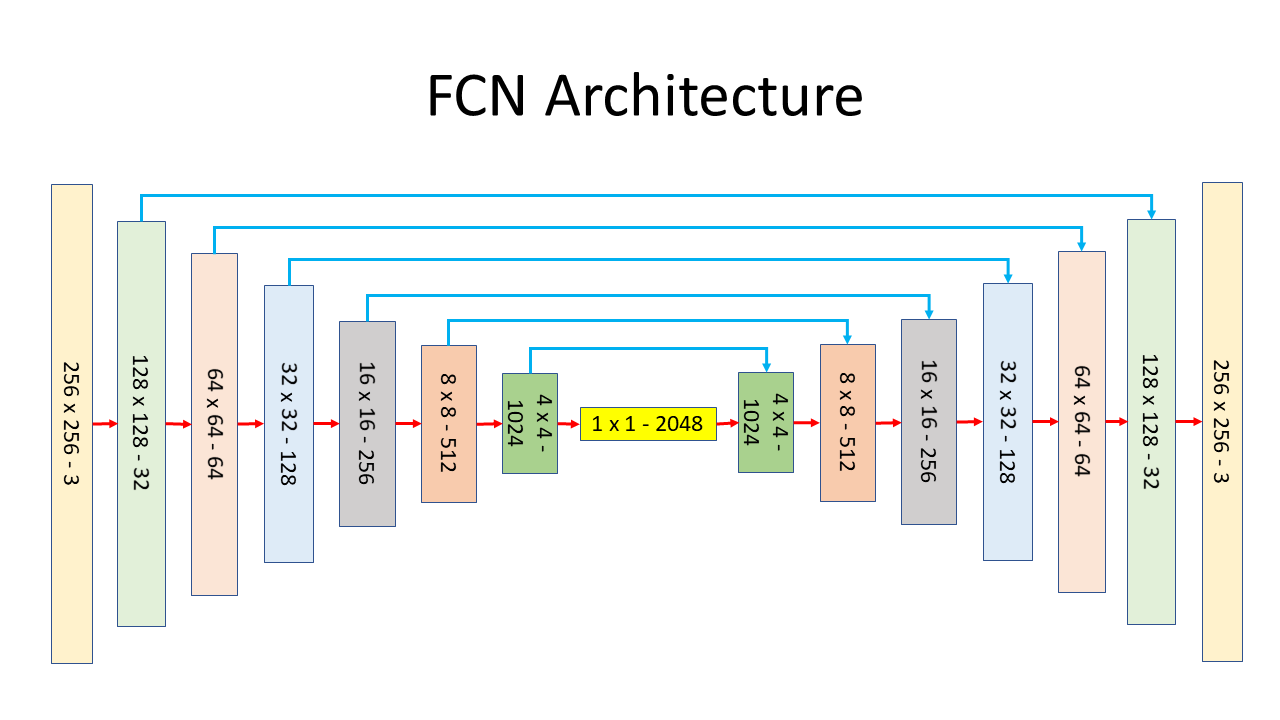 FCN Architecture
256 x 256 - 3
128 x 128 - 32
64 x 64 - 64
32 x 32 - 128
16 x 16 - 256
8 x 8 - 512
4 x 4 -
1024
1 x 1 - 2048
4 x 4 -
1024
8 x 8 - 512
16 x 16 - 256
32 x 32 - 128
64 x 64 - 64
128 x 128 - 32
256 x 256 - 3